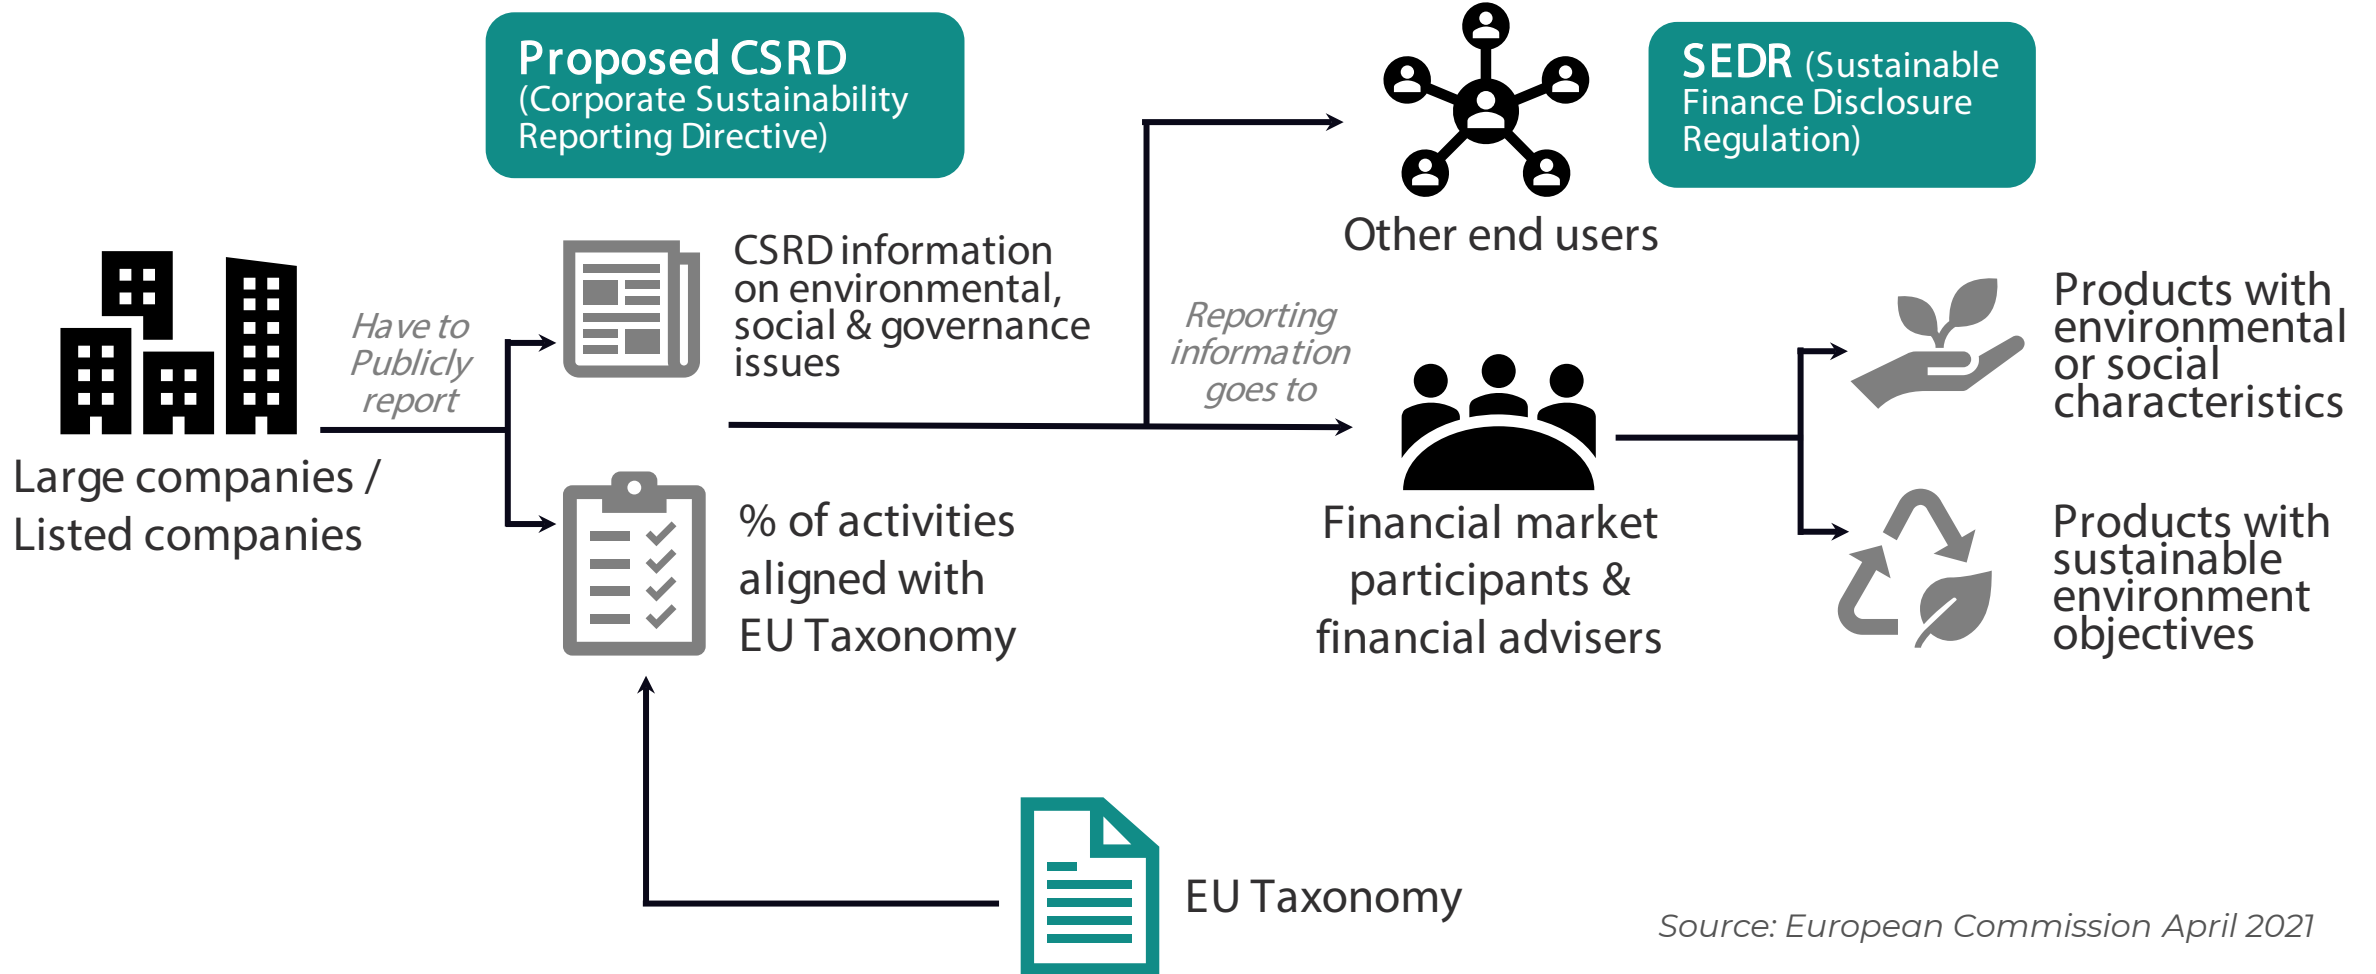 Proposed CSRD
(Corporate Sustainability
Reporting Directive)
SEDR (Sustainable
Finance Disclosure
Regulation)
Other end users
CSRD information
on environmental,
social & governance
issues
Have to
Publicly
report
Reporting
information
goes to
Products with
environmental
or social
characteristics
Large companies /
Listed companies
% of activities
aligned with
EU Taxonomy
Financial market
participants &
financial advisers
Products with
sustainable
environment
objectives
EU Taxonomy
Source: European Commission April 2021